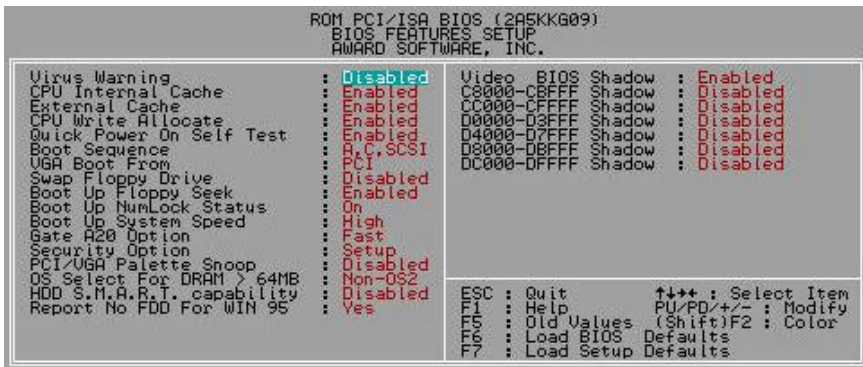 ROM PCI/ISA BIOS (2A5KKG09)
BIOS FEATURES SETUP
AWARD SOFTWARE, INC.
Virus Warning : Disabled
CPU Internal Cache : Enabled
External Cache : Enabled
CPU Write Allocate : Enabled
Quick Power On Self Test : Enabled
Boot Sequence : A,C,SCSI
VGA Boot From : PCI
Swap Floppy Drive : Disabled
Boot Up Floppy Seek : Enabled
Boot Up NumLock Status : On
Boot Up System Speed : High
Gate A20 Option : Fast
Security Option : Setup
PCI/VGA Palette Snoop : Disabled
OS Select For DRAM > 64MB : Non-OS2
HDD S.M.A.R.T. capability : Disabled
Report No FDD For WIN 95 : Yes
Video BIOS Shadow : Enabled
C8000-CBFFF Shadow : Disabled
CC000-CFFFF Shadow : Disabled
D0000-D3FFF Shadow : Disabled
D4000-D7FFF Shadow : Disabled
D8000-DBFFF Shadow : Disabled
DC000-DFFFF Shadow : Disabled
ESC : Quit ↑↓→← : Select Item
F1 : Help PU/PD/+/- : Modify
F5 : Old Values (Shift)F2 : Color
F6 : Load BIOS Defaults
F7 : Load Setup Defaults